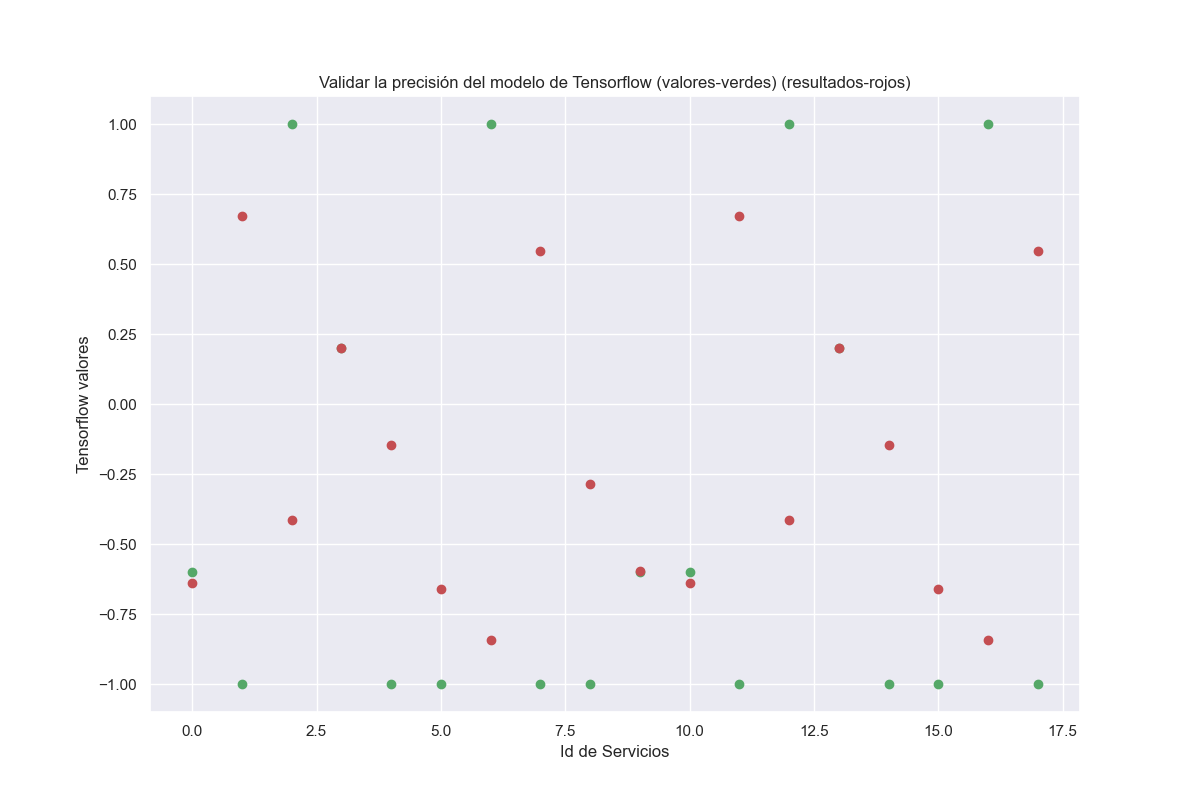 Validar la precisión del modelo de Tensorflow (valores-verdes) (resultados-rojos)
Tensorflow valores
1.00
0.75
0.50
0.25
0.00
−0.25
−0.50
−0.75
−1.00
0.0 2.5 5.0 7.5 10.0 12.5 15.0 17.5
Id de Servicios